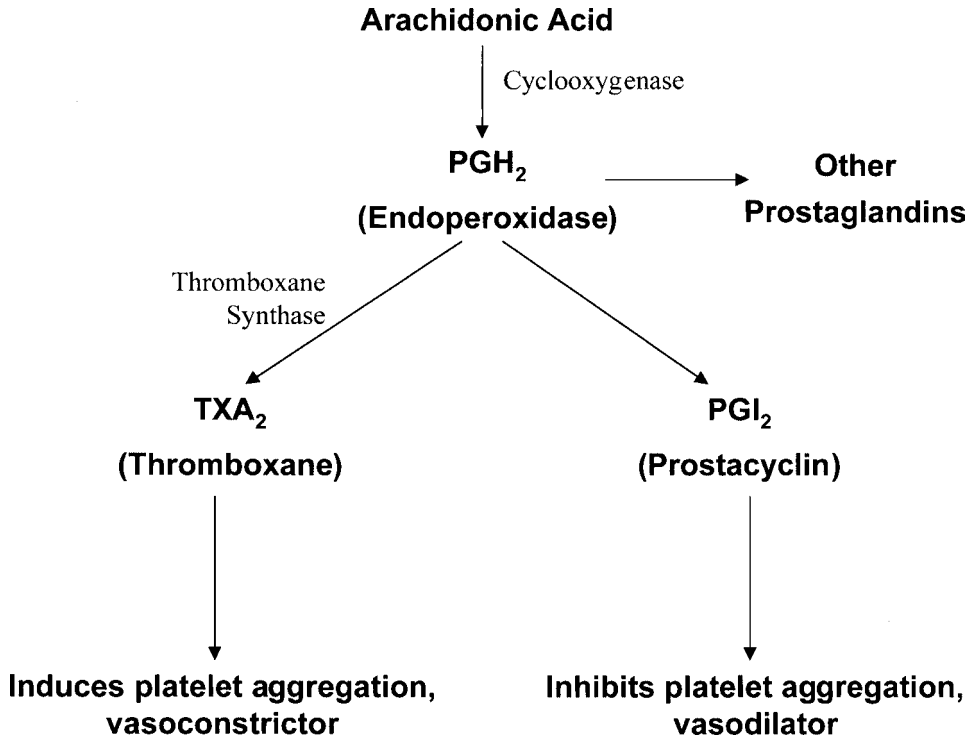 Arachidonic Acid
Cyclooxygenase
PGH₂
(Endoperoxidase)
Other
Prostaglandins
Thromboxane
Synthase
TXA₂
(Thromboxane)
PGI₂
(Prostacyclin)
Induces platelet aggregation,
vasoconstrictor
Inhibits platelet aggregation,
vasodilator